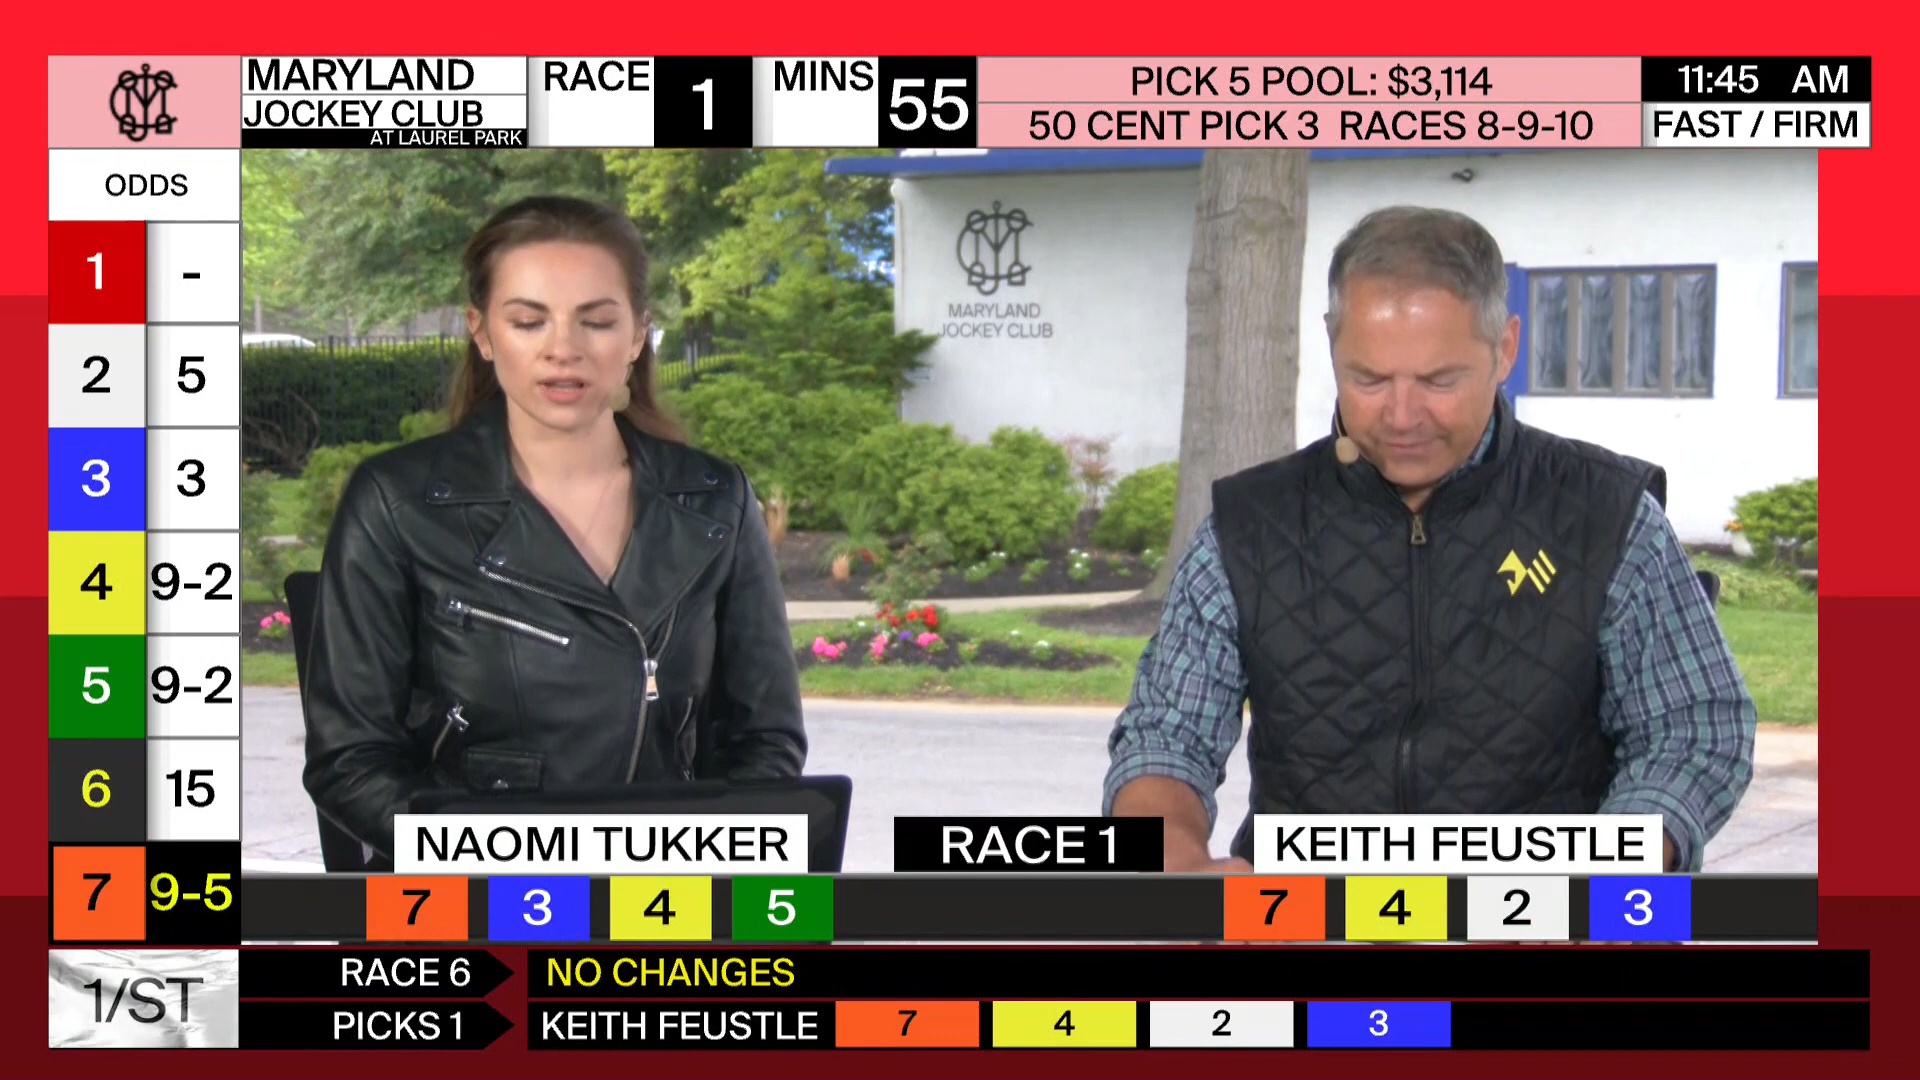 MARYLAND
JOCKEY CLUB
AT LAUREL PARK
RACE 1
MINS 55
PICK 5 POOL: $3,114
50 CENT PICK 3 RACES 8-9-10
11:45 AM
FAST / FIRM
ODDS
1 -
2 5
3 3
4 9-2
5 9-2
6 15
7 9-5
MARYLAND
JOCKEY CLUB
NAOMI TUKKER
RACE 1
KEITH FEUSTLE
7 3 4 5
7 4 2 3
1/ST
RACE 6 NO CHANGES
PICKS 1 KEITH FEUSTLE 7 4 2 3